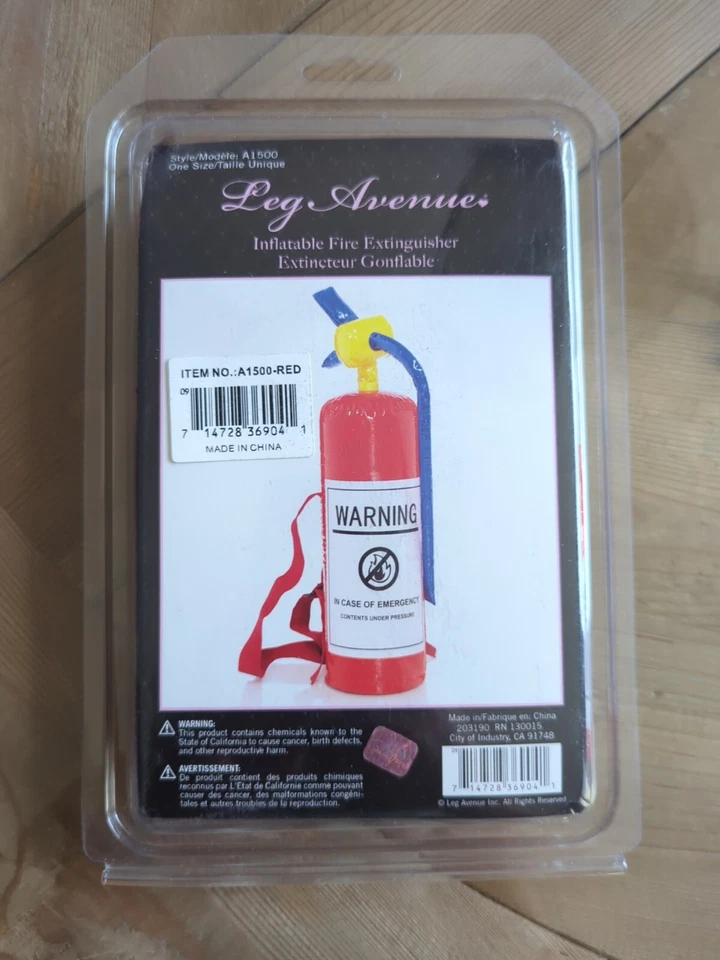 Style/Modèle: A1500
One Size/Taille Unique
Leg Avenue
Inflatable Fire Extinguisher
Extincteur Gonflable
ITEM NO.:A1500-RED
09
7 14728 36904 1
MADE IN CHINA
WARNING
IN CASE OF EMERGENCY
CONTENTS UNDER PRESSURE
WARNING:
This product contains chemicals known to the
State of California to cause cancer, birth defects,
and other reproductive harm.
AVERTISSEMENT:
De produit contient des produits chimiques
reconnus par L'Etat de Californie comme pouvant
causer des cancer, des malformations congéni-
tales et autres troubles de la reproduction.
Made in/Fabrique en: China
203190 RN 130015
City of Industry, CA 91748
7 14728 36904 1
© Leg Avenue Inc. All Rights Reserved